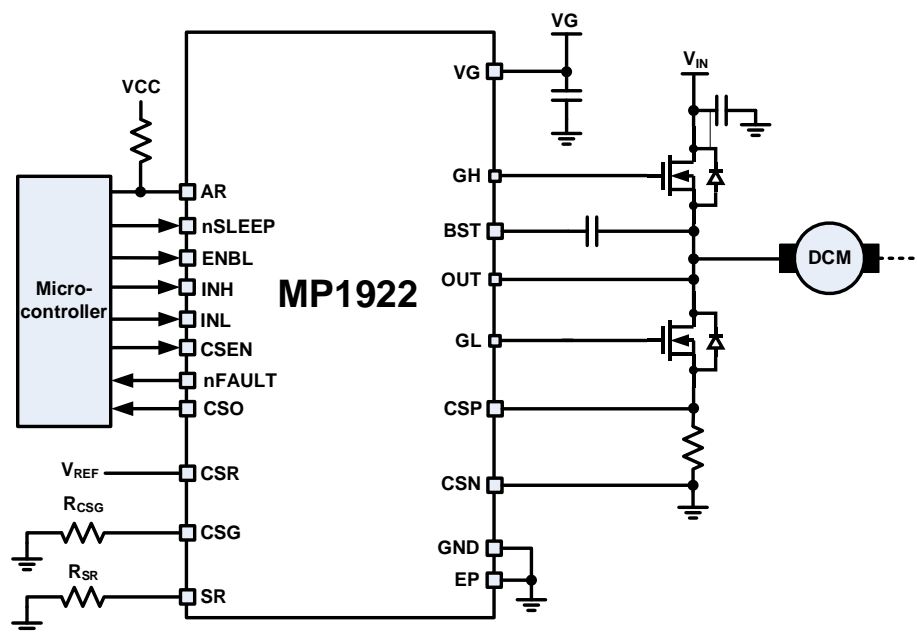 VG
VCC
VG
VIN
AR
GH
nSLEEP
BST
ENBL
INH
OUT
INL
CSEN
GL
nFAULT
CSO
CSP
Micro-
controller
MP1922
DCM
VREF
CSR
CSN
RCSG
CSG
GND
EP
RSR
SR